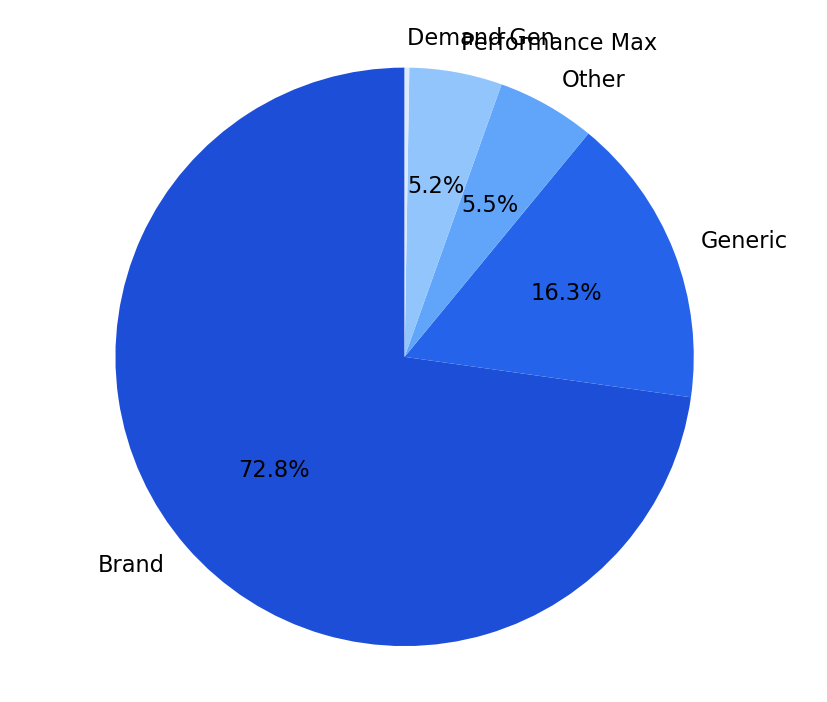 Demand Gen
Performance Max
Other
5.2%
5.5%
Generic
16.3%
72.8%
Brand